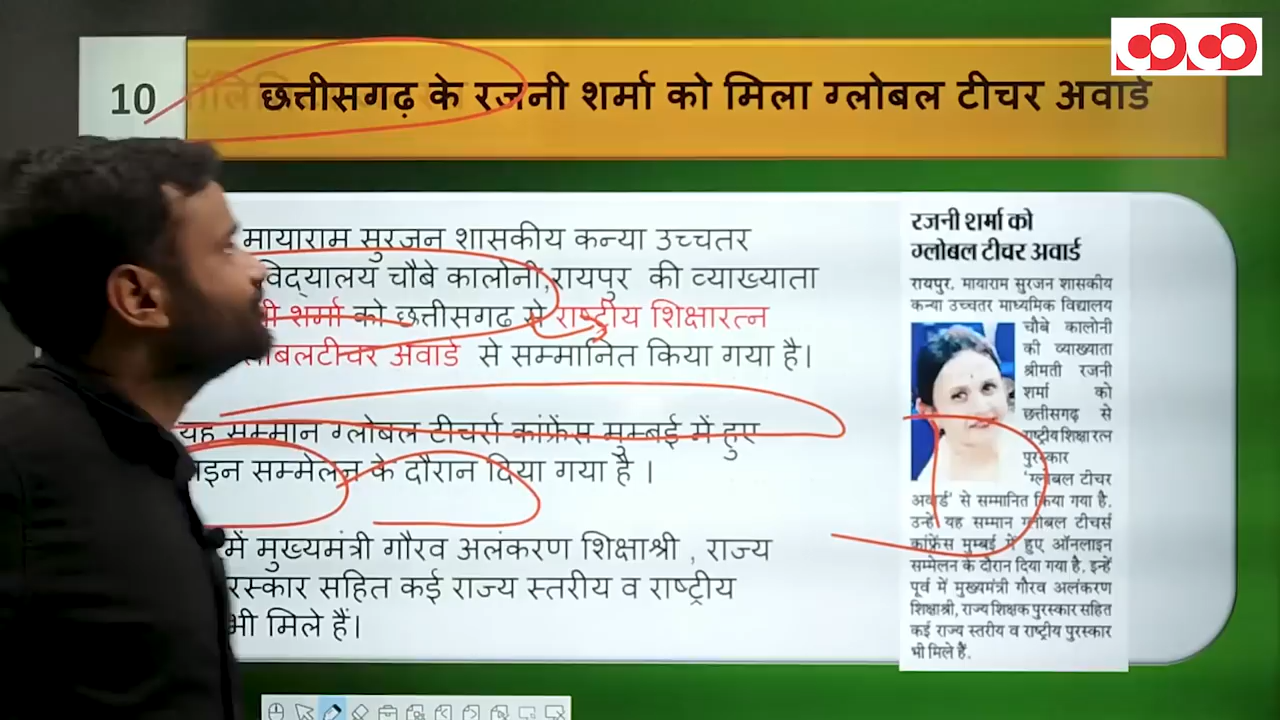 10
छत्तीसगढ़ के रजनी शर्मा को मिला ग्लोबल टीचर अवार्ड
मायाराम सुरजन शासकीय कन्या उच्चतर
विद्यालय चौबे कालोनी,रायपुर की व्याख्याता
शर्मा को छत्तीसगढ से राष्ट्रीय शिक्षारत्न
अवार्ड से सम्मानित किया गया है।
यह सम्मान ग्लोबल टीचर्स कांफ्रेंस मुम्बई में हुए
सम्मेलन के दौरान दिया गया है ।
में मुख्यमंत्री गौरव अलंकरण शिक्षाश्री , राज्य
सहित कई राज्य स्तरीय व राष्ट्रीय
भी मिले हैं।
रजनी शर्मा को
ग्लोबल टीचर अवार्ड
रायपुर. मायाराम सुरजन शासकीय
कन्या उच्चतर माध्यमिक विद्यालय
चौबे कालोनी
की व्याख्याता
श्रीमती रजनी
शर्मा को
छत्तीसगढ़ से
राष्ट्रीय शिक्षा रत्न
पुरस्कार
'ग्लोबल टीचर
अवार्ड' से सम्मानित किया गया है.
उन्हें यह सम्मान ग्लोबल टीचर्स
कांफ्रेंस मुम्बई में हुए ऑनलाइन
सम्मेलन के दौरान दिया गया है. इन्हें
पूर्व में मुख्यमंत्री गौरव अलंकरण
शिक्षाश्री, राज्य शिक्षक पुरस्कार सहित
कई राज्य स्तरीय व राष्ट्रीय पुरस्कार
भी मिले हैं.